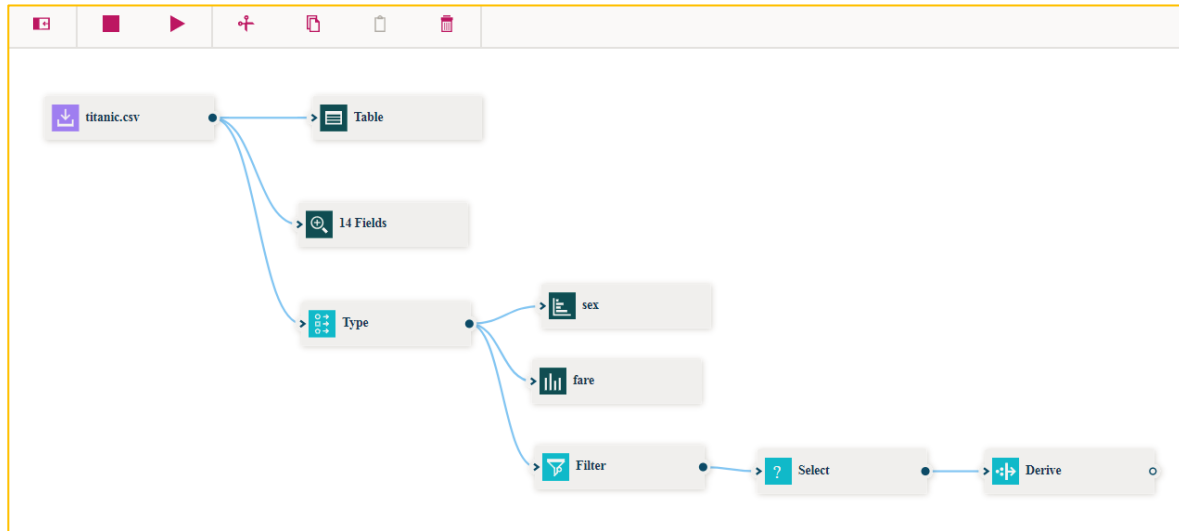 titanic.csv
Table
14 Fields
Type
sex
fare
Filter
? Select
Derive